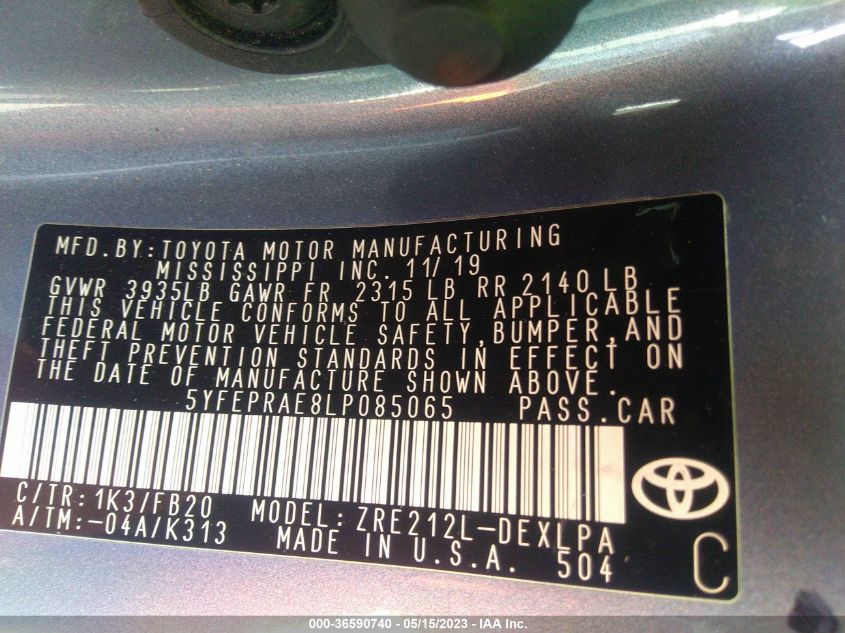 MFD.BY:TOYOTA MOTOR MANUFACTURING
MISSISSIPPI INC. 11/19
GVWR 3935LB GAWR FR 2315 LB RR 2140 LB
THIS VEHICLE CONFORMS TO ALL APPLICABLE
FEDERAL MOTOR VEHICLE SAFETY,BUMPER,AND
THEFT PREVENTION STANDARDS IN EFFECT ON
THE DATE OF MANUFACTURE SHOWN ABOVE.
5YFEPRAE8LP085065 PASS.CAR
C/TR:1K3/FB20 MODEL:ZRE212L-DEXLPA
A/TM:-04A/K313 MADE IN U.S.A. 504
C
000-36590740 - 05/15/2023 - IAA Inc.